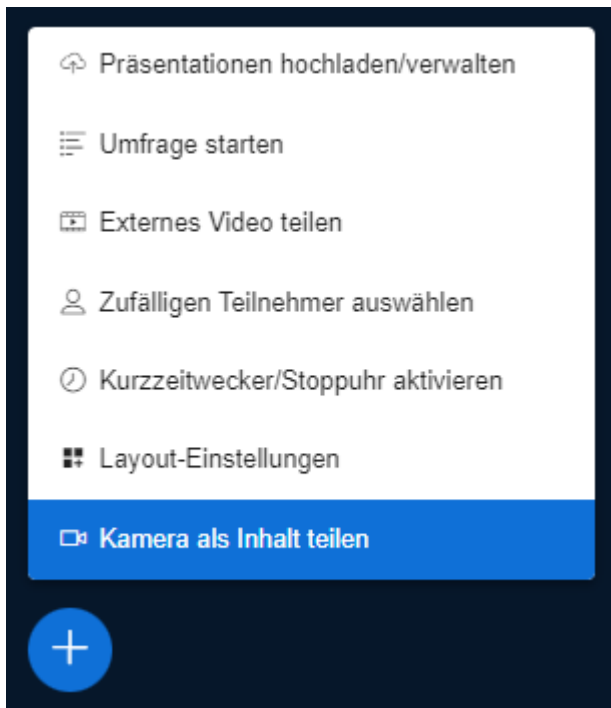 Präsentationen hochladen/verwalten
Umfrage starten
Externes Video teilen
Zufälligen Teilnehmer auswählen
Kurzzeitwecker/Stoppuhr aktivieren
Layout-Einstellungen
Kamera als Inhalt teilen